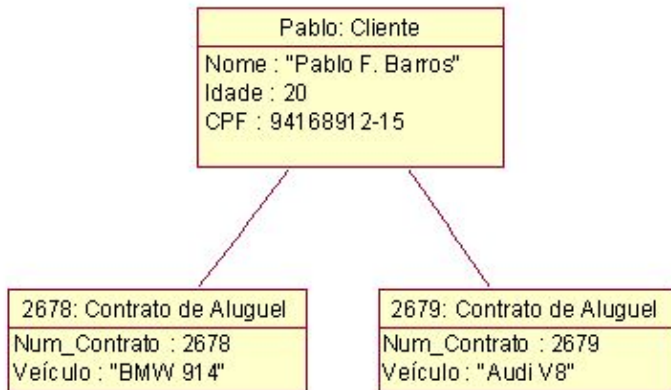 Pablo: Cliente
Nome : "Pablo F. Barros"
Idade : 20
CPF : 94168912-15
2678: Contrato de Aluguel
Num_Contrato : 2678
Veículo : "BMW 914"
2679: Contrato de Aluguel
Num_Contrato : 2679
Veículo : "Audi V8"